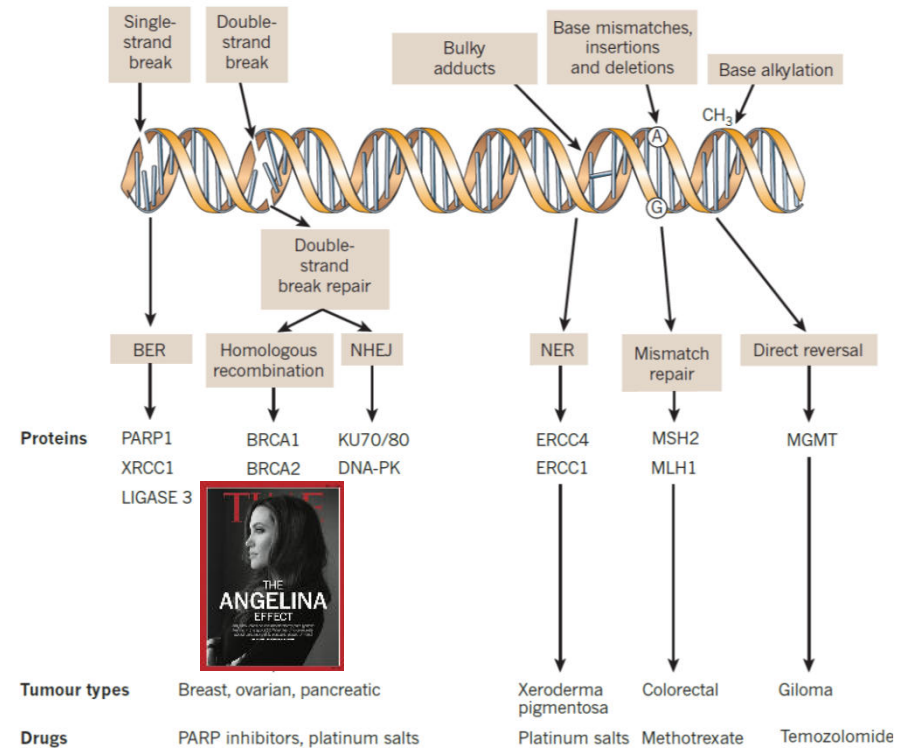 Single-
strand
break
Double-
strand
break
Bulky
adducts
Base mismatches,
insertions
and deletions
Base alkylation
CH3
A
G
Double-
strand
break repair
BER
Homologous
recombination
NHEJ
NER
Mismatch
repair
Direct reversal
Proteins
PARP1
BRCA1
KU70/80
ERCC4
MSH2
MGMT
XRCC1
BRCA2
DNA-PK
ERCC1
MLH1
LIGASE 3
TIME
THE
ANGELINA
EFFECT
Tumour types
Breast, ovarian, pancreatic
Xeroderma
pigmentosa
Colorectal
Giloma
Drugs
PARP inhibitors, platinum salts
Platinum salts
Methotrexate
Temozolomide